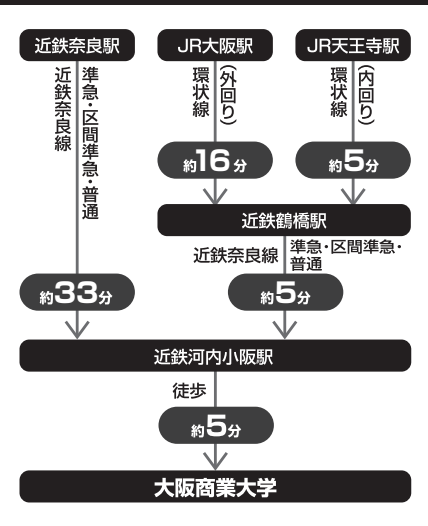 近鉄奈良駅
JR大阪駅
JR天王寺駅
近鉄奈良線
準急・区間準急・普通
環状線
(外回り)
環状線
(内回り)
約16分
約5分
近鉄鶴橋駅
近鉄奈良線
準急・区間準急・
普通
約33分
約5分
近鉄河内小阪駅
徒歩
約5分
大阪商業大学